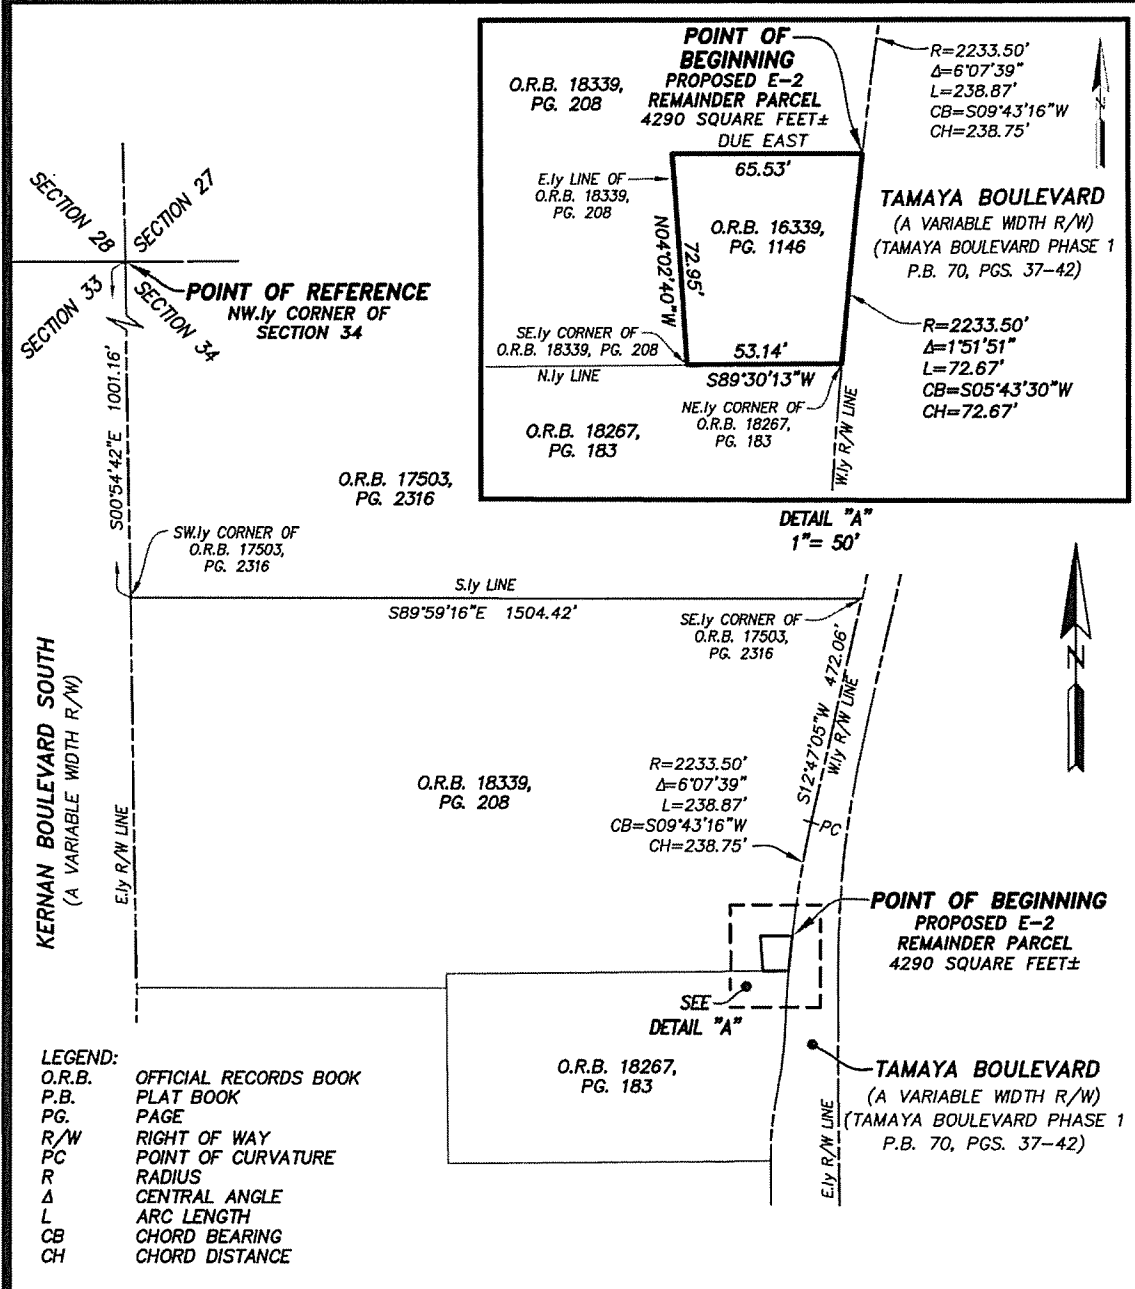 POINT OF
BEGINNING
PROPOSED E-2
REMAINDER PARCEL
4290 SQUARE FEET±
DUE EAST
65.53'
O.R.B. 18339,
PG. 208
R=2233.50'
Δ=6°07'39"
L=238.87'
CB=S09°43'16"W
CH=238.75'
N
E.ly LINE OF
O.R.B. 18339,
PG. 208
N04°02'40"W
72.95'
O.R.B. 16339,
PG. 1146
TAMAYA BOULEVARD
(A VARIABLE WIDTH R/W)
(TAMAYA BOULEVARD PHASE 1
P.B. 70, PGS. 37-42)
SE.ly CORNER OF
O.R.B. 18339, PG. 208
N.ly LINE
53.14'
S89°30'13"W
R=2233.50'
Δ=1°51'51"
L=72.67'
CB=S05°43'30"W
CH=72.67'
NE.ly CORNER OF
O.R.B. 18267,
PG. 183
O.R.B. 18267,
PG. 183
W.ly R/W LINE
DETAIL "A"
1"= 50'
SECTION 28
SECTION 27
SECTION 33
SECTION 34
POINT OF REFERENCE
NW.ly CORNER OF
SECTION 34
S00°54'42"E 1001.16'
O.R.B. 17503,
PG. 2316
SW.ly CORNER OF
O.R.B. 17503,
PG. 2316
S.ly LINE
S89°59'16"E 1504.42'
SE.ly CORNER OF
O.R.B. 17503,
PG. 2316
S12°47'05"W 472.06'
W.ly R/W LINE
N
KERNAN BOULEVARD SOUTH
(A VARIABLE WIDTH R/W)
E.ly R/W LINE
O.R.B. 18339,
PG. 208
R=2233.50'
Δ=6°07'39"
L=238.87'
CB=S09°43'16"W
CH=238.75'
PC
POINT OF BEGINNING
PROPOSED E-2
REMAINDER PARCEL
4290 SQUARE FEET±
SEE
DETAIL "A"
O.R.B. 18267,
PG. 183
TAMAYA BOULEVARD
(A VARIABLE WIDTH R/W)
(TAMAYA BOULEVARD PHASE 1
P.B. 70, PGS. 37-42)
E.ly R/W LINE
LEGEND:
O.R.B. OFFICIAL RECORDS BOOK
P.B. PLAT BOOK
PG. PAGE
R/W RIGHT OF WAY
PC POINT OF CURVATURE
R RADIUS
Δ CENTRAL ANGLE
L ARC LENGTH
CB CHORD BEARING
CH CHORD DISTANCE